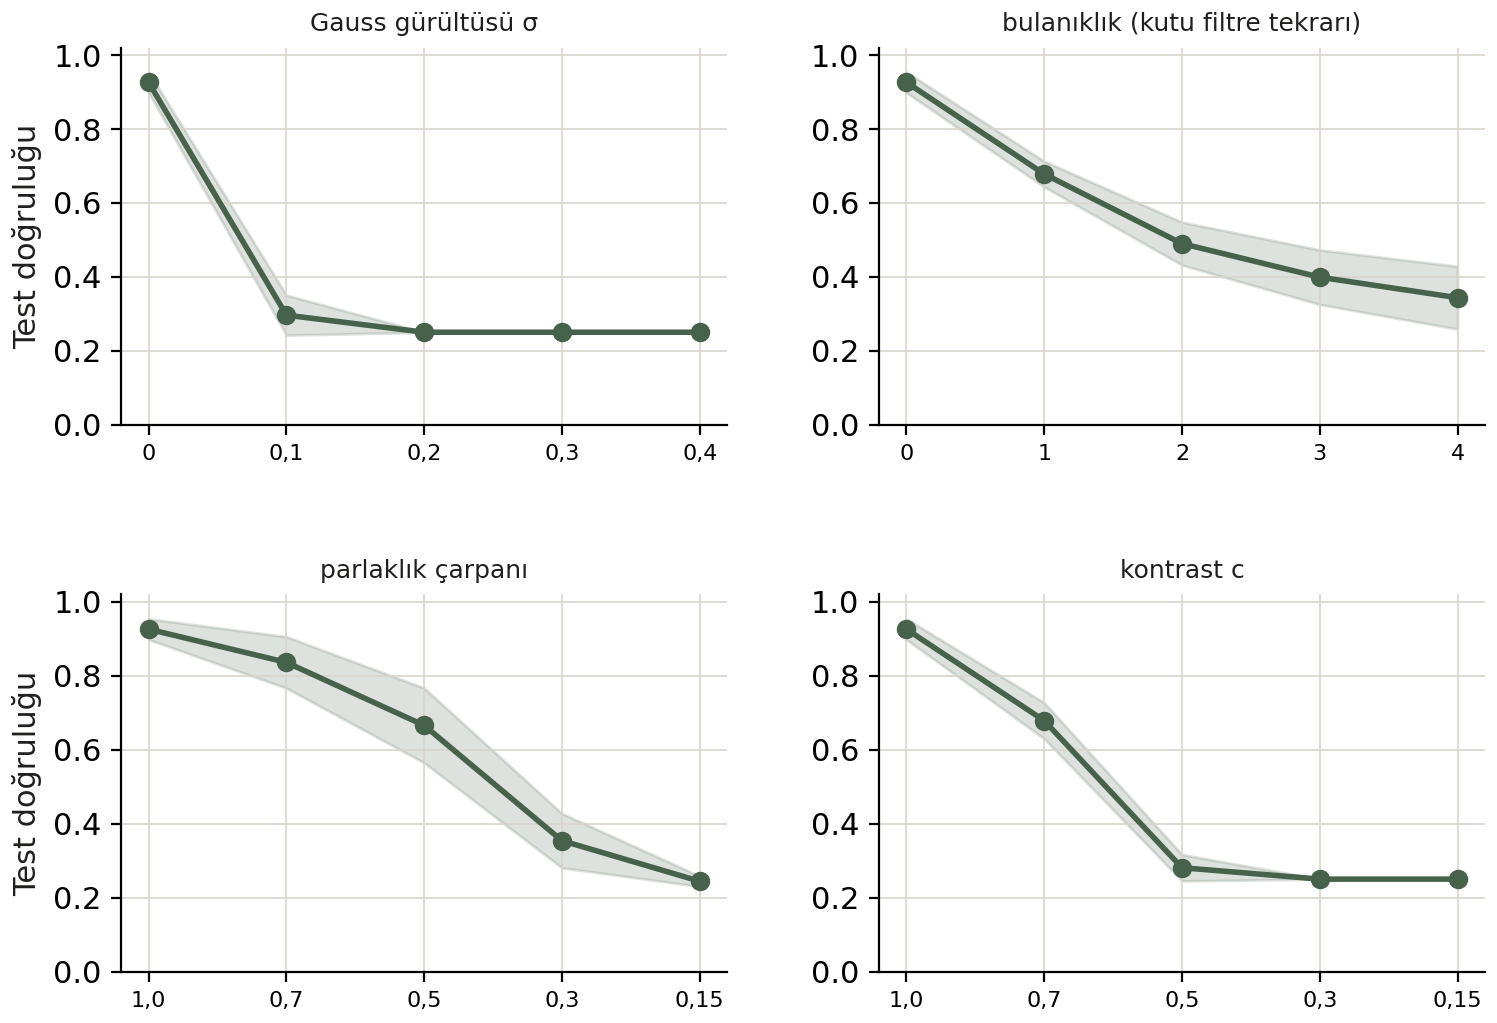 Gauss gürültüsü σ
Test doğruluğu
1.0
0.8
0.6
0.4
0.2
0.0
0 0,1 0,2 0,3 0,4
bulanıklık (kutu filtre tekrarı)
1.0
0.8
0.6
0.4
0.2
0.0
0 1 2 3 4
parlaklık çarpanı
Test doğruluğu
1.0
0.8
0.6
0.4
0.2
0.0
1,0 0,7 0,5 0,3 0,15
kontrast c
1.0
0.8
0.6
0.4
0.2
0.0
1,0 0,7 0,5 0,3 0,15